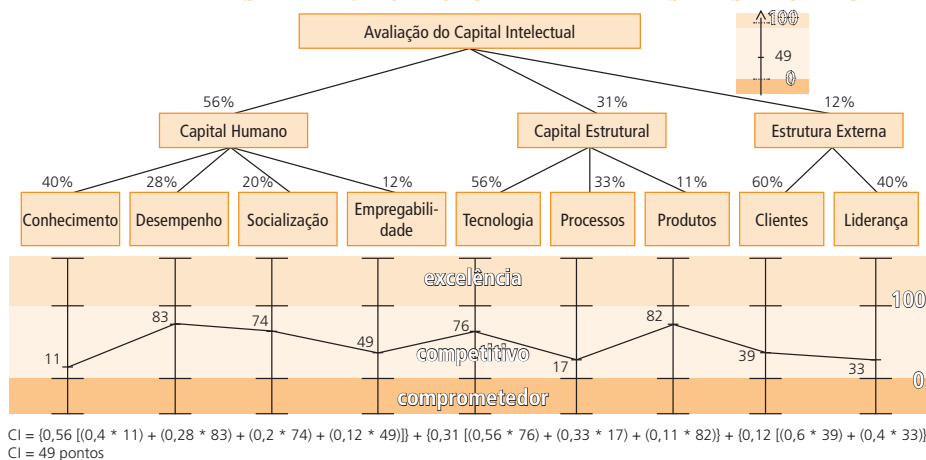 Avaliação do Capital Intelectual
100
49
0
56%
31%
12%
Capital Humano
Capital Estrutural
Estrutura Externa
40%
28%
20%
12%
56%
33%
11%
60%
40%
Conhecimento
Desempenho
Socialização
Empregabili-
dade
Tecnologia
Processos
Produtos
Clientes
Liderança
excelência
100
11
83
74
49
76
17
82
39
33
competitivo
0
comprometedor
CI = {0,56 [(0,4 * 11) + (0,28 * 83) + (0,2 * 74) + (0,12 * 49)]} + {0,31 [(0,56 * 76) + (0,33 * 17) + (0,11 * 82)} + {0,12 [(0,6 * 39) + (0,4 * 33)}
CI = 49 pontos